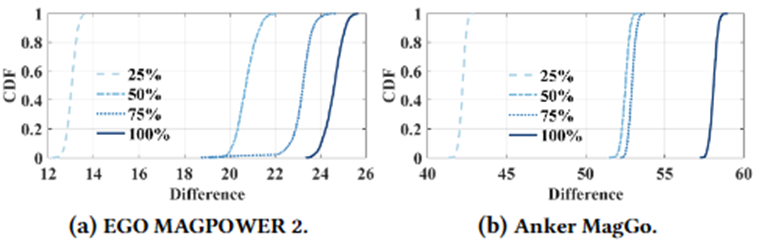 CDF
1
0.8
0.6
0.4
0.2
0
25%
50%
75%
100%
12 14 16 18 20 22 24 26
Difference
(a) EGO MAGPOWER 2.
CDF
1
0.8
0.6
0.4
0.2
0
25%
50%
75%
100%
40 45 50 55 60
Difference
(b) Anker MagGo.